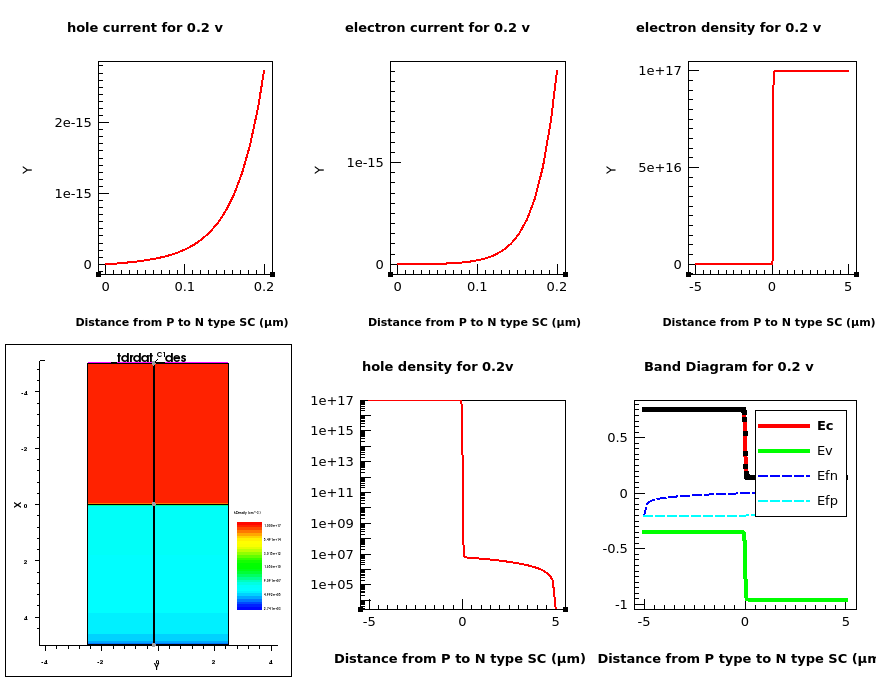 hole current for 0.2 v
electron current for 0.2 v
electron density for 0.2 v
Y
2e-15
1e-15
0
0
0.1
0.2
Distance from P to N type SC (µm)
Y
1e-15
0
0
0.1
0.2
Distance from P to N type SC (µm)
Y
1e+17
5e+16
0
-5
0
5
Distance from P to N type SC (µm)
X
-4
-2
0
2
4
-4
-2
0
2
4
Y
C1
hole density for 0.2v
1e+17
1e+15
1e+13
1e+11
1e+09
1e+07
1e+05
-5
0
5
Distance from P to N type SC (µm)
Band Diagram for 0.2 v
0.5
0
-0.5
-1
-5
0
5
Ec
Ev
Efn
Efp
Distance from P type to N type SC (µm